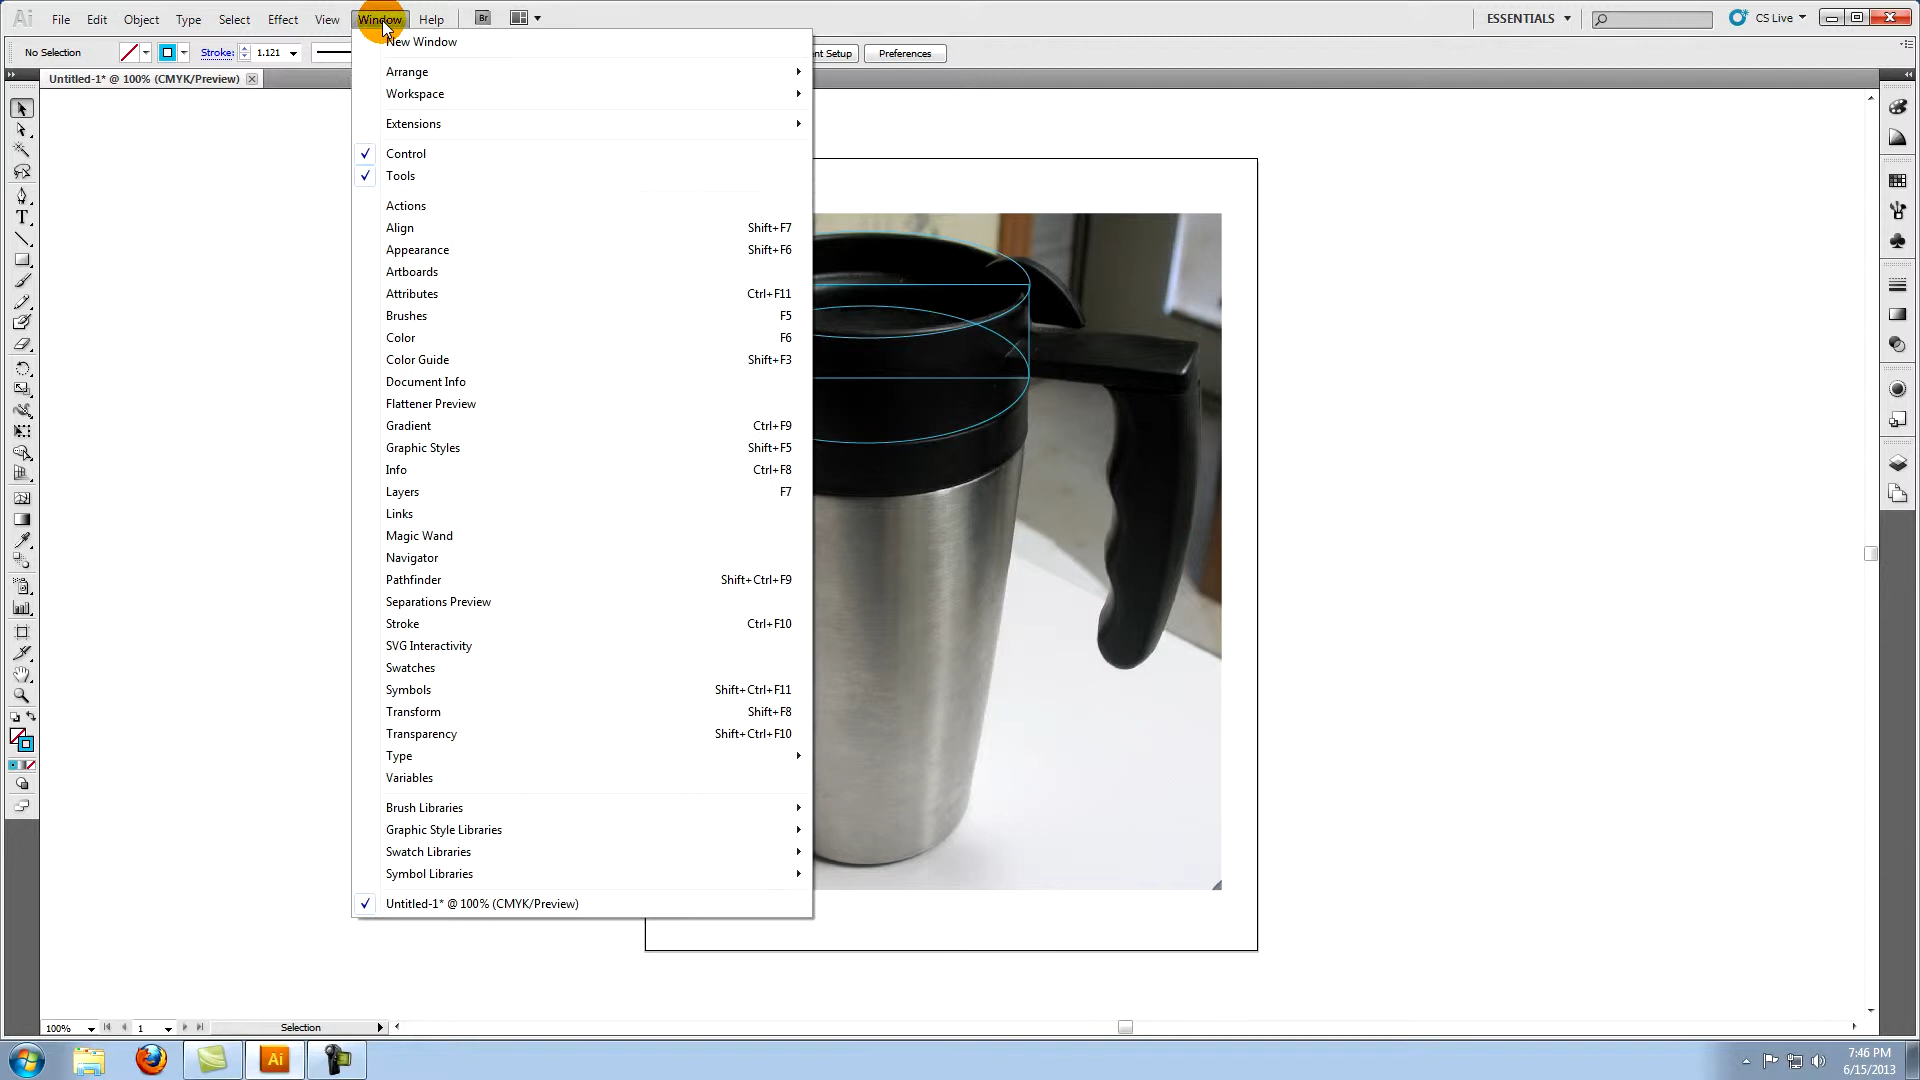 Ai File Edit Object Type Select Effect View Window Help Br ESSENTIALS CS Live
No Selection Stroke: 1.121 nt Setup Preferences
Untitled-1* @ 100% (CMYK/Preview)
New Window
Arrange
Workspace
Extensions
Control
Tools
Actions
Align Shift+F7
Appearance Shift+F6
Artboards
Attributes Ctrl+F11
Brushes F5
Color F6
Color Guide Shift+F3
Document Info
Flattener Preview
Gradient Ctrl+F9
Graphic Styles Shift+F5
Info Ctrl+F8
Layers F7
Links
Magic Wand
Navigator
Pathfinder Shift+Ctrl+F9
Separations Preview
Stroke Ctrl+F10
SVG Interactivity
Swatches
Symbols Shift+Ctrl+F11
Transform Shift+F8
Transparency Shift+Ctrl+F10
Type
Variables
Brush Libraries
Graphic Style Libraries
Swatch Libraries
Symbol Libraries
Untitled-1* @ 100% (CMYK/Preview)
100% 1 Selection
Ai 7:46 PM
6/15/2013